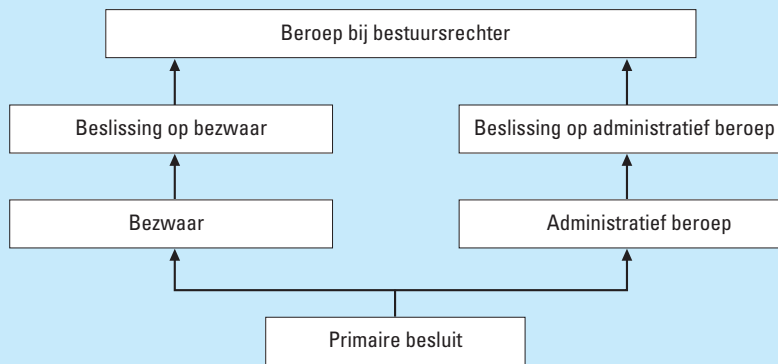 Beroep bij bestuursrechter
Beslissing op bezwaar
Beslissing op administratief beroep
Bezwaar
Administratief beroep
Primaire besluit